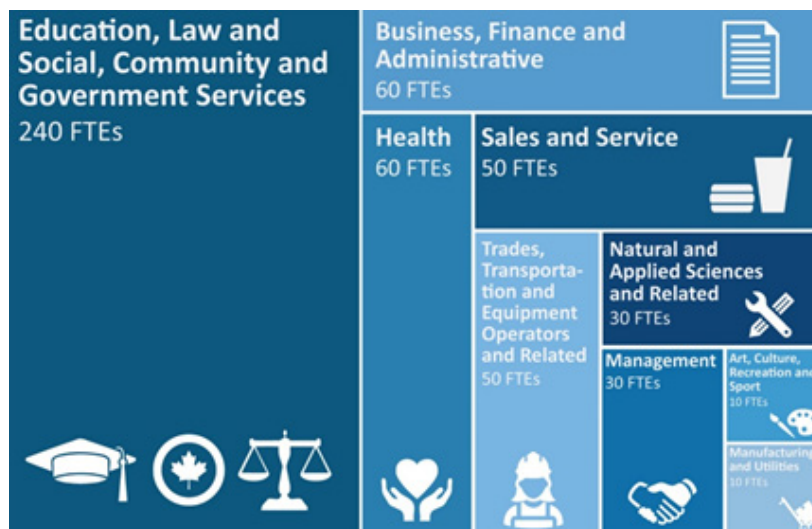 Education, Law and
Social, Community and
Government Services
240 FTEs
Business, Finance and
Administrative
60 FTEs
Health
60 FTEs
Sales and Service
50 FTEs
Trades,
Transporta-
tion and
Equipment
Operators
and Related
50 FTEs
Natural and
Applied Sciences
and Related
30 FTEs
Management
30 FTEs
Art, Culture,
Recreation and
Sport
10 FTEs
Manufacturing
and Utilities
10 FTEs